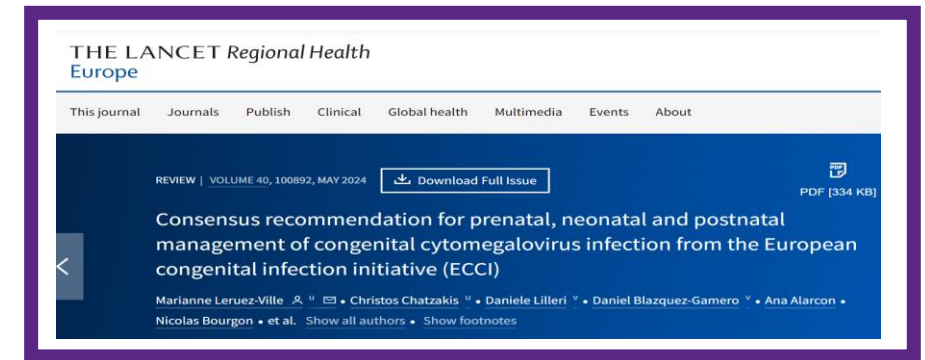 THE LANCET Regional Health
Europe
This journal Journals Publish Clinical Global health Multimedia Events About
REVIEW | VOLUME 40, 100892, MAY 2024 Download Full Issue
PDF
PDF [334 KB]
Consensus recommendation for prenatal, neonatal and postnatal
management of congenital cytomegalovirus infection from the European
congenital infection initiative (ECCI)
Marianne Leruez-Ville u • Christos Chatzakis u • Daniele Lilleri v • Daniel Blazquez-Gamero v • Ana Alarcon •
Nicolas Bourgon • et al. Show all authors • Show footnotes